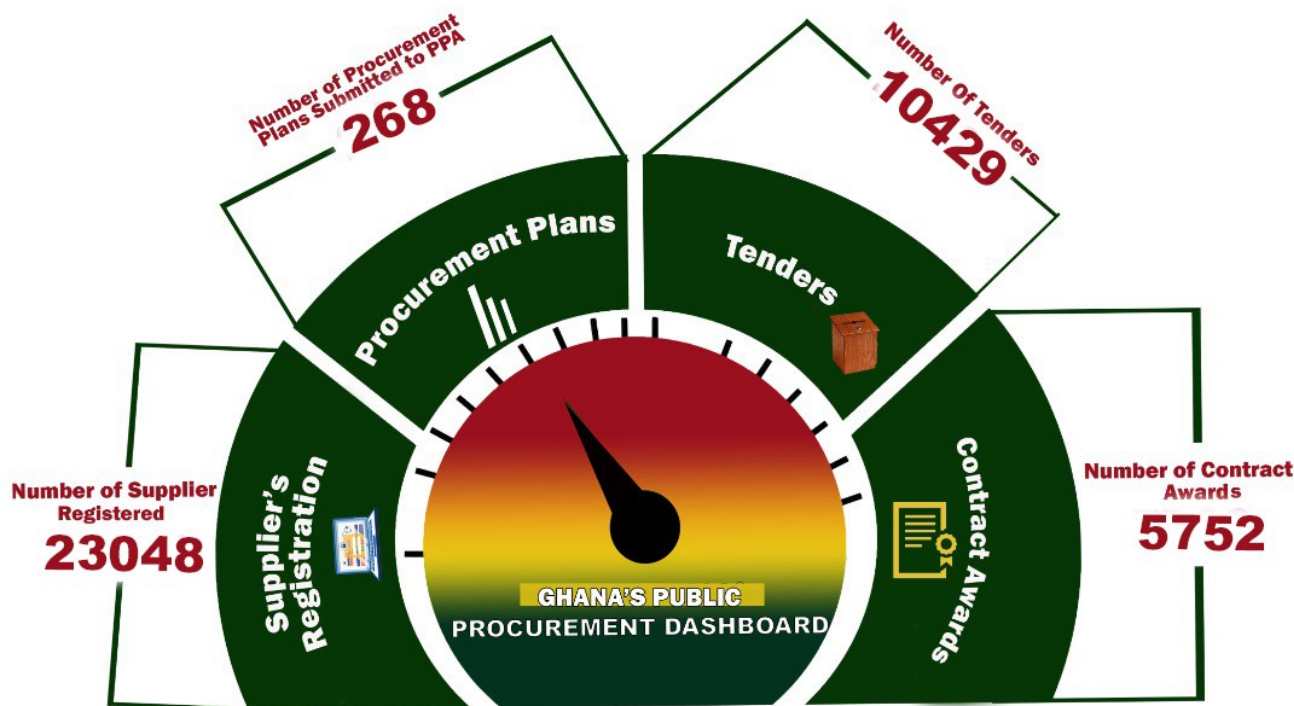 Number of Procurement
Plans Submitted to PPA
268
Number Of Tenders
10429
Procurement Plans
Tenders
Number of Supplier
Registered
23048
Supplier's
Registration
Contract Awards
Number of Contract
Awards
5752
GHANA'S PUBLIC
PROCUREMENT DASHBOARD